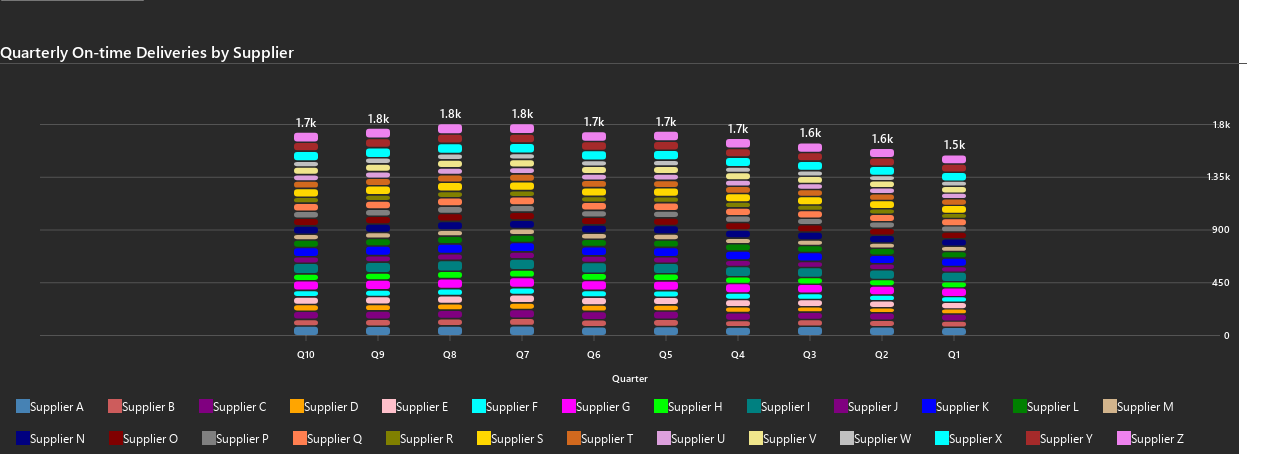 Quarterly On-time Deliveries by Supplier
1.7k 1.8k 1.8k 1.8k 1.7k 1.7k 1.7k 1.6k 1.6k 1.5k
1.8k
1.35k
900
450
0
Q10 Q9 Q8 Q7 Q6 Q5 Q4 Q3 Q2 Q1
Quarter
Supplier A Supplier B Supplier C Supplier D Supplier E Supplier F Supplier G Supplier H Supplier I Supplier J Supplier K Supplier L Supplier M
Supplier N Supplier O Supplier P Supplier Q Supplier R Supplier S Supplier T Supplier U Supplier V Supplier W Supplier X Supplier Y Supplier Z